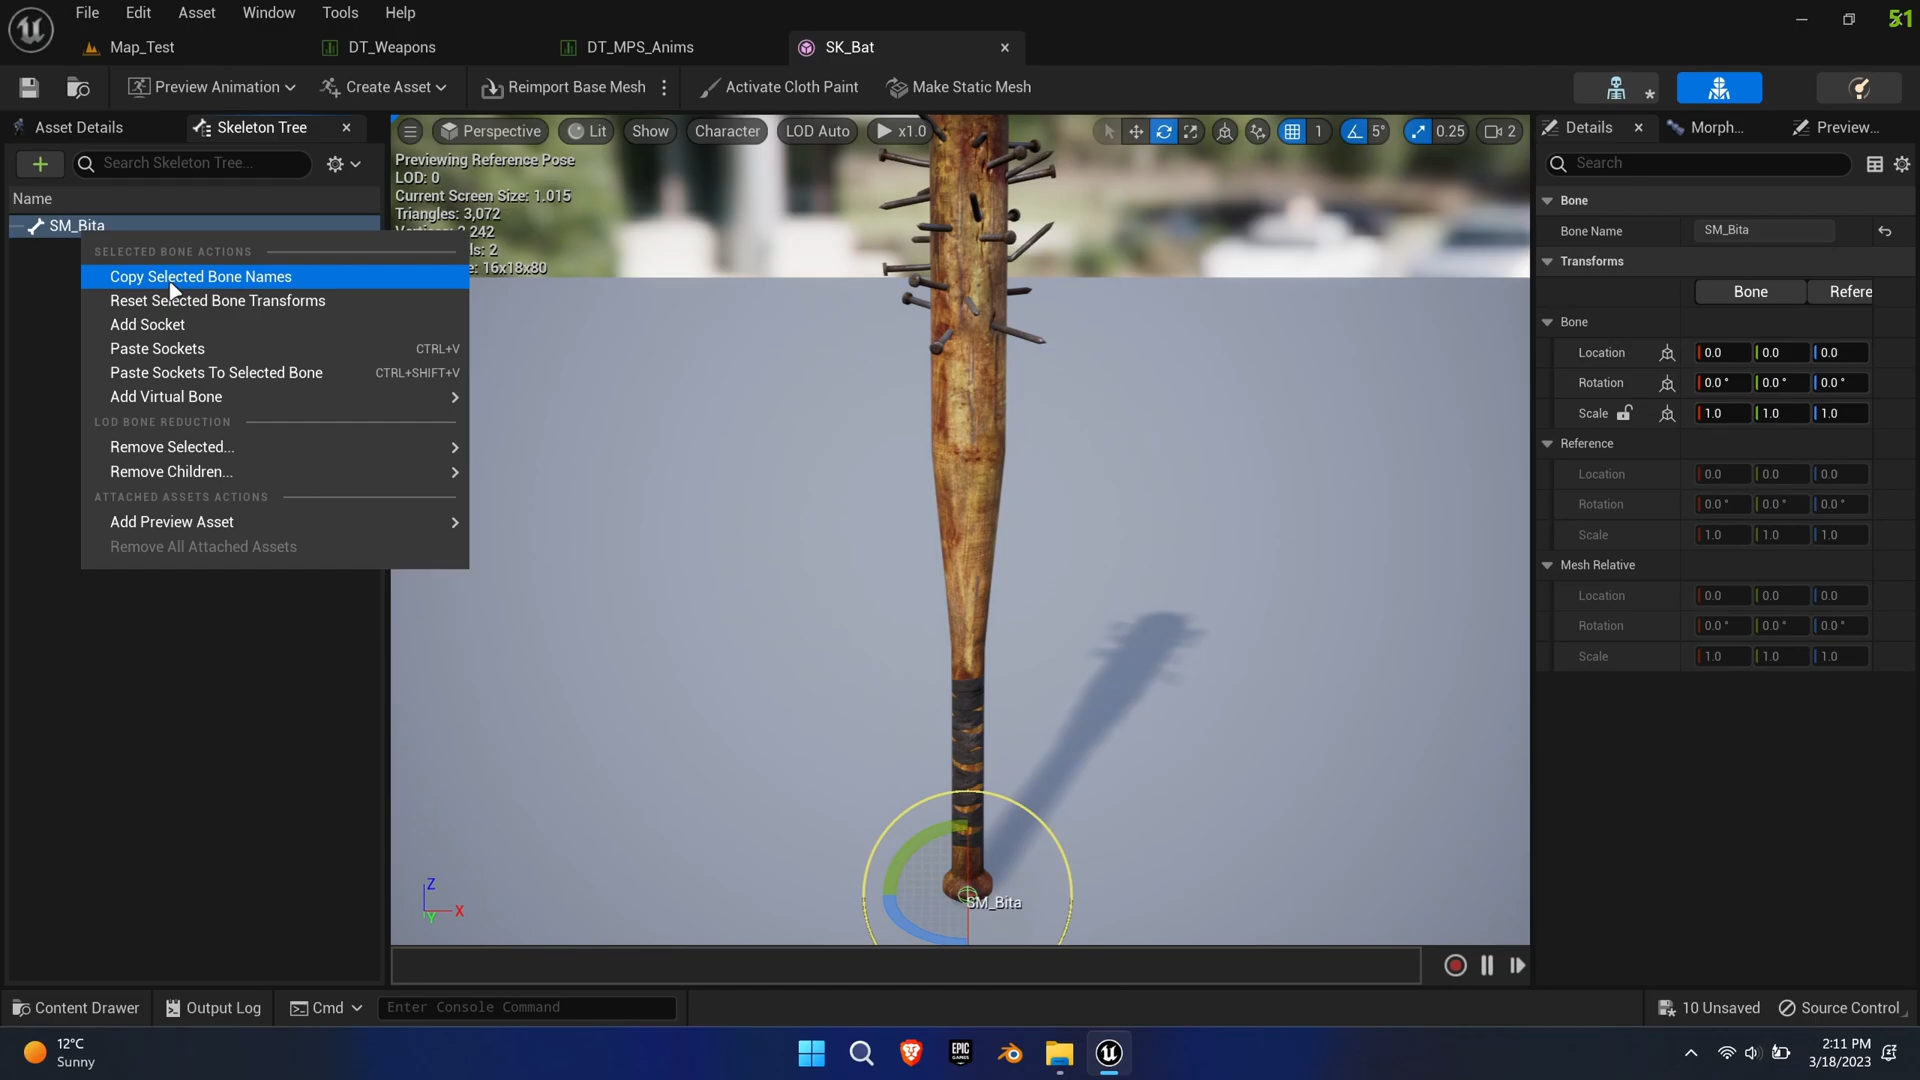 File Edit Asset Window Tools Help
51
Map_Test DT_Weapons DT_MPS_Anims SK_Bat
Preview Animation Create Asset Reimport Base Mesh Activate Cloth Paint Make Static Mesh
Asset Details Skeleton Tree
Search Skeleton Tree...
Name
SM_Bita
SELECTED BONE ACTIONS
Copy Selected Bone Names
Reset Selected Bone Transforms
Add Socket
Paste Sockets CTRL+V
Paste Sockets To Selected Bone CTRL+SHIFT+V
Add Virtual Bone
LOD BONE REDUCTION
Remove Selected...
Remove Children...
ATTACHED ASSETS ACTIONS
Add Preview Asset
Remove All Attached Assets
Perspective Lit Show Character LOD Auto x1.0 1 5° 0.25 2
Previewing Reference Pose
LOD: 0
Current Screen Size: 1.015
Triangles: 3,072
242
ls: 2
e: 16x18x80
SM_Bita
Z
X
Y
Details Morph... Preview...
Search
Bone
Bone Name SM_Bita
Transforms
Bone Refere
Bone
Location 0.0 0.0 0.0
Rotation 0.0 ° 0.0 ° 0.0 °
Scale 1.0 1.0 1.0
Reference
Location 0.0 0.0 0.0
Rotation 0.0 ° 0.0 ° 0.0 °
Scale 1.0 1.0 1.0
Mesh Relative
Location 0.0 0.0 0.0
Rotation 0.0 ° 0.0 ° 0.0 °
Scale 1.0 1.0 1.0
Content Drawer Output Log Cmd Enter Console Command 10 Unsaved Source Control
12°C
Sunny
EPIC
GAMES
2:11 PM
3/18/2023